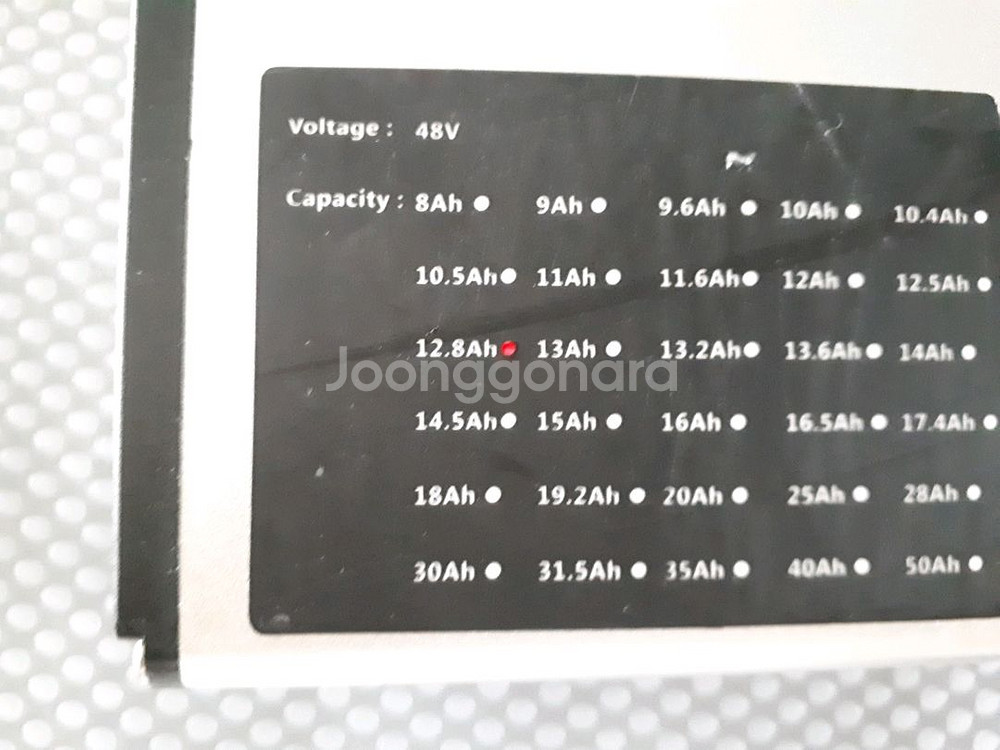 Voltage : 48V
Capacity : 8Ah 9Ah 9.6Ah 10Ah 10.4Ah
10.5Ah 11Ah 11.6Ah 12Ah 12.5Ah
12.8Ah 13Ah 13.2Ah 13.6Ah 14Ah
Joonggonara
14.5Ah 15Ah 16Ah 16.5Ah 17.4Ah
18Ah 19.2Ah 20Ah 25Ah 28Ah
30Ah 31.5Ah 35Ah 40Ah 50Ah